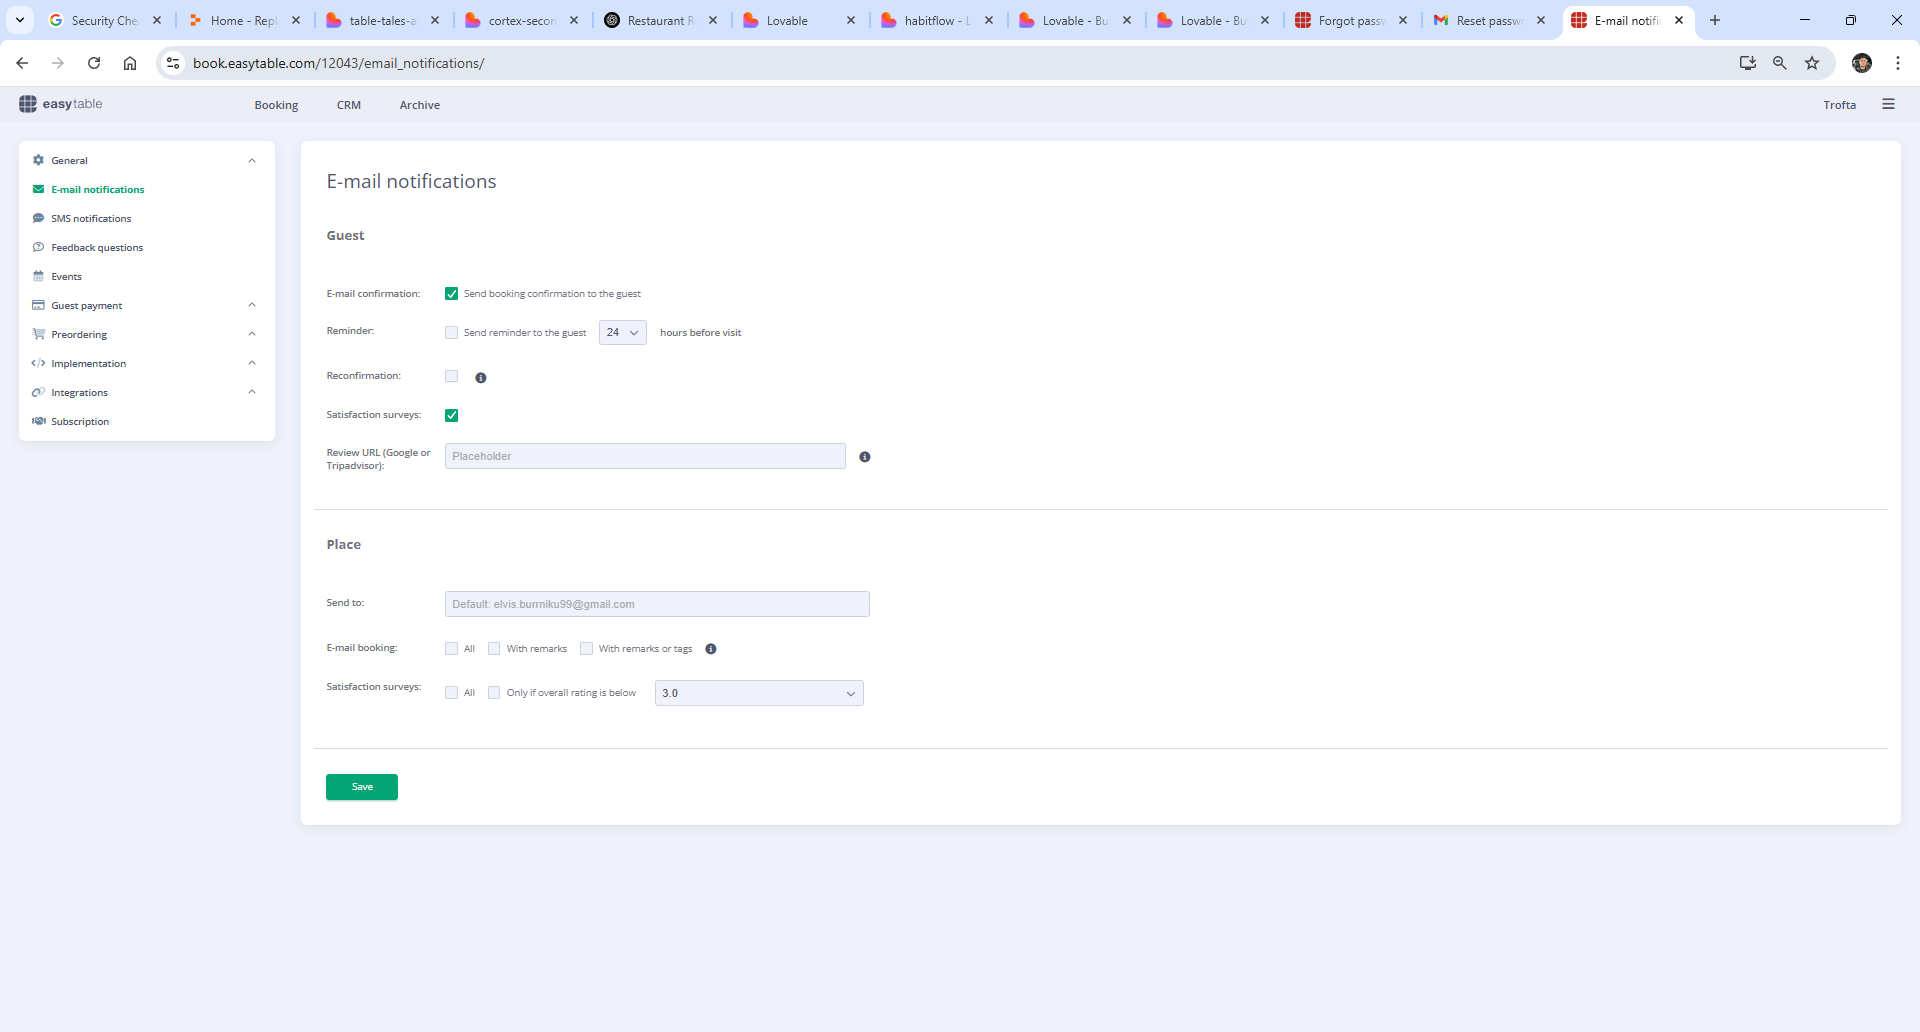 Security Che
Home - Repl
table-tales-a
cortex-secon
Restaurant R
Lovable
habitflow - L
Lovable - Bu
Lovable - Bu
Forgot passw
Reset passw
E-mail notific
book.easytable.com/12043/email_notifications/
easytable
Booking
CRM
Archive
Trofta
General
E-mail notifications
SMS notifications
Feedback questions
Events
Guest payment
Preordering
Implementation
Integrations
Subscription
E-mail notifications
Guest
E-mail confirmation: Send booking confirmation to the guest
Reminder: Send reminder to the guest 24 hours before visit
Reconfirmation:
Satisfaction surveys:
Review URL (Google or
Tripadvisor):
Placeholder
Place
Send to: Default: elvis.burrniku99@gmail.com
E-mail booking: All With remarks With remarks or tags
Satisfaction surveys: All Only if overall rating is below 3.0
Save